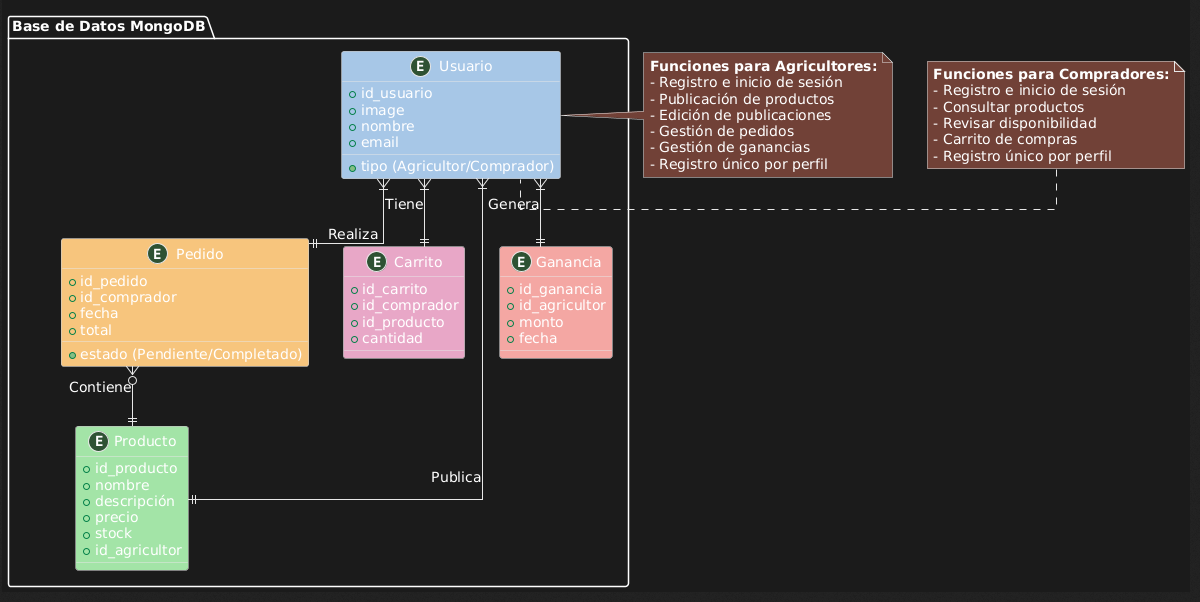 Base de Datos MongoDB
E Usuario
id_usuario
image
nombre
email
tipo (Agricultor/Comprador)
Funciones para Agricultores:
- Registro e inicio de sesión
- Publicación de productos
- Edición de publicaciones
- Gestión de pedidos
- Gestión de ganancias
- Registro único por perfil
Funciones para Compradores:
- Registro e inicio de sesión
- Consultar productos
- Revisar disponibilidad
- Carrito de compras
- Registro único por perfil
Tiene
Genera
Realiza
E Pedido
id_pedido
id_comprador
fecha
total
estado (Pendiente/Completado)
E Carrito
id_carrito
id_comprador
id_producto
cantidad
E Ganancia
id_ganancia
id_agricultor
monto
fecha
Contiene
E Producto
id_producto
nombre
descripción
precio
stock
id_agricultor
Publica